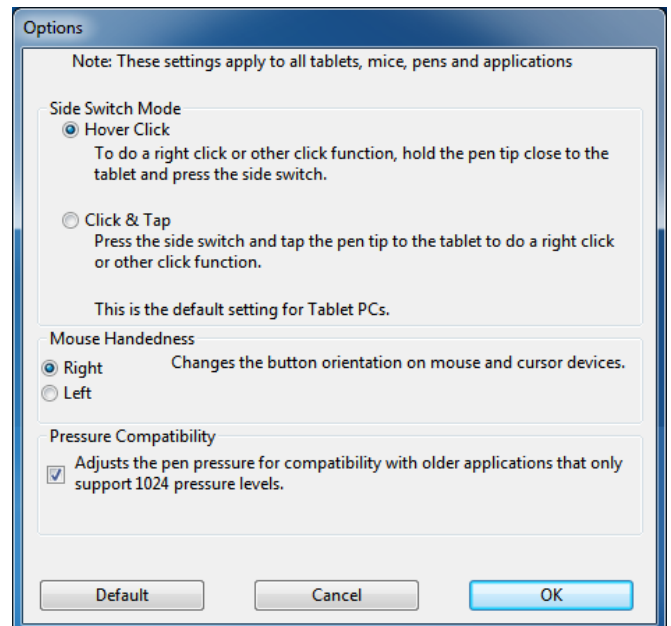 Options
Note: These settings apply to all tablets, mice, pens and applications
Side Switch Mode
Hover Click
To do a right click or other click function, hold the pen tip close to the
tablet and press the side switch.
Click & Tap
Press the side switch and tap the pen tip to the tablet to do a right click
or other click function.
This is the default setting for Tablet PCs.
Mouse Handedness
Right
Changes the button orientation on mouse and cursor devices.
Left
Pressure Compatibility
Adjusts the pen pressure for compatibility with older applications that only
support 1024 pressure levels.
Default
Cancel
OK